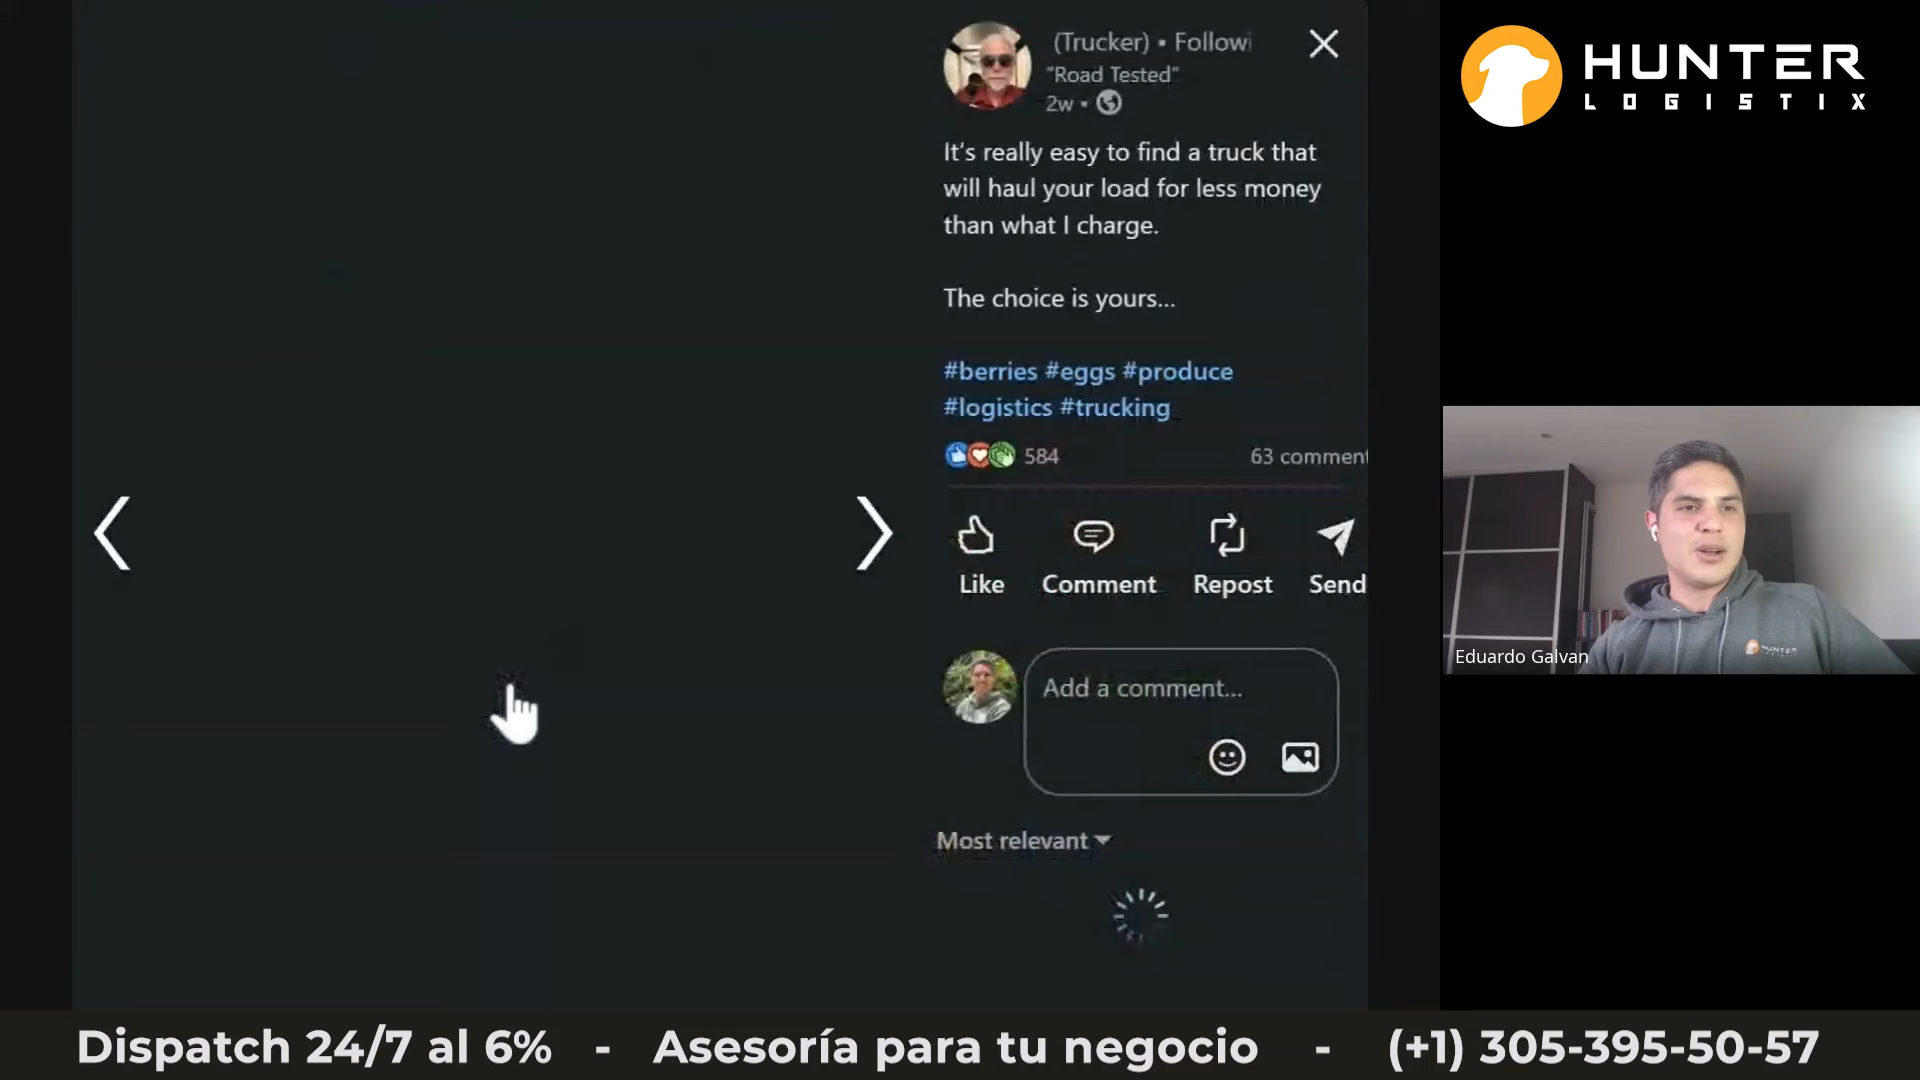 (Trucker) • Followi
"Road Tested"
2w •
It's really easy to find a truck that
will haul your load for less money
than what I charge.
The choice is yours...
#berries #eggs #produce
#logistics #trucking
584
63 comment
Like
Comment
Repost
Send
Add a comment...
Most relevant
HUNTER
LOGISTIX
HUNTER
Eduardo Galvan
Dispatch 24/7 al 6% - Asesoría para tu negocio - (+1) 305-395-50-57